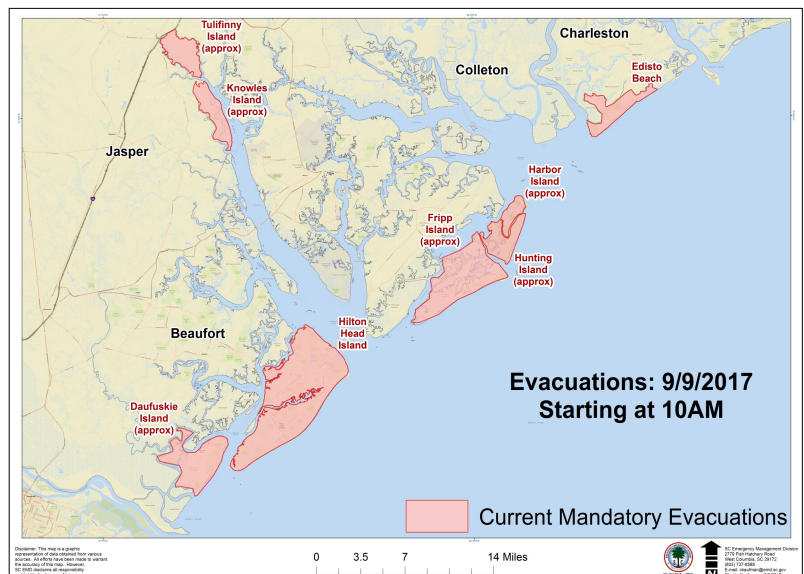 Tulifinny
Island
(approx)
Charleston
Colleton
Edisto
Beach
Knowles
Island
(approx)
Jasper
Harbor
Island
(approx)
Fripp
Island
(approx)
Hunting
Island
(approx)
Hilton
Head
Island
Beaufort
Evacuations: 9/9/2017
Starting at 10AM
Daufuskie
Island
(approx)
Current Mandatory Evacuations
Disclaimer: This map is a graphic
representation of data obtained from various
sources. All efforts have been made to warrant
the accuracy of this map. However,
SC EMD disclaims all responsibility
0 3.5 7 14 Miles
N
SC Emergency Management Division
2779 Fish Hatchery Road
West Columbia, SC 29172